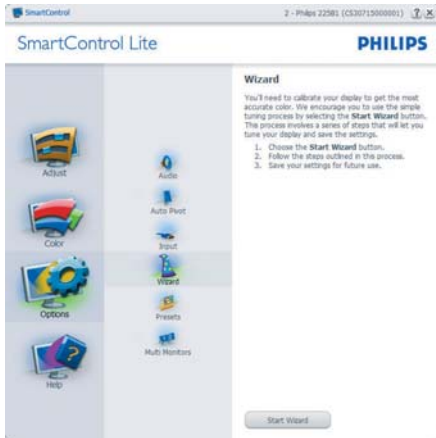 SmartControl
2 - Philips 225B1 (CS30715000001)
? X
SmartControl Lite
PHILIPS
Adjust
Color
Options
Help
Audio
Auto Pivot
Input
Wizard
Presets
Multi Monitors
Wizard
You'll need to calibrate your display to get the most
accurate color. We encourage you to use the simple
tuning process by selecting the Start Wizard button.
This process involves a series of steps that will let you
tune your display and save the settings.
1. Choose the Start Wizard button.
2. Follow the steps outlined in this process.
3. Save your settings for future use.
Start Wizard